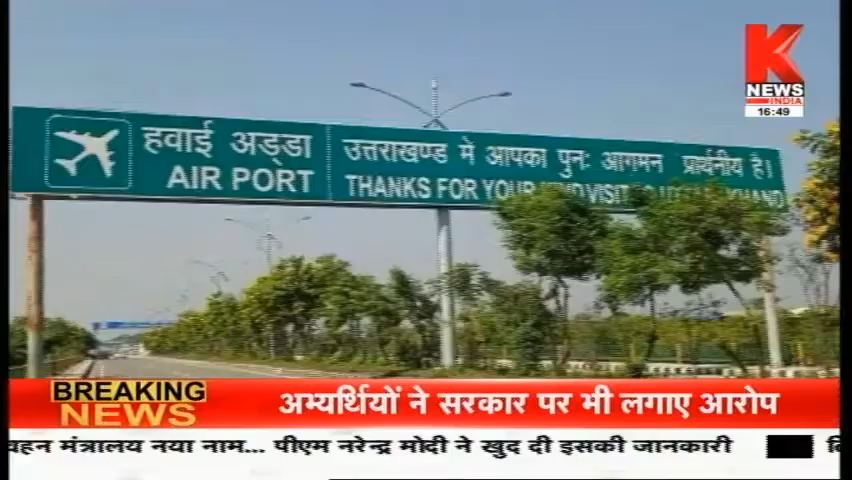 K
NEWS
INDIA
16:49
हवाई अड्डा
AIR PORT
उत्तराखण्ड में आपका पुनः आगमन प्रार्थनीय है।
THANKS FOR YOUR
BREAKING
NEWS
अभ्यर्थियों ने सरकार पर भी लगाए आरोप
वहन मंत्रालय नया नाम... पीएम नरेन्द्र मोदी ने खुद दी इसकी जानकारी